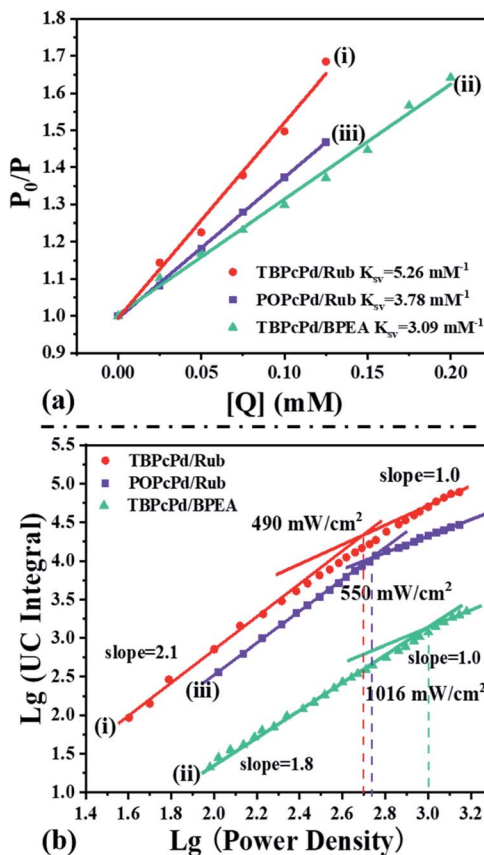 1.8
1.7
1.6
1.5
1.4
1.3
1.2
1.1
1.0
0.9
P0/P
(i)
(ii)
(iii)
TBPcPd/Rub Ksv=5.26 mM-1
POPcPd/Rub Ksv=3.78 mM-1
TBPcPd/BPEA Ksv=3.09 mM-1
0.00 0.05 0.10 0.15 0.20
(a) [Q] (mM)
5.5
5.0
4.5
4.0
3.5
3.0
2.5
2.0
1.5
1.0
Lg (UC Integral)
TBPcPd/Rub
POPcPd/Rub
TBPcPd/BPEA
slope=1.0
490 mW/cm2
550 mW/cm2
slope=2.1
slope=1.0
1016 mW/cm2
(iii)
(i)
(ii)
slope=1.8
1.4 1.6 1.8 2.0 2.2 2.4 2.6 2.8 3.0 3.2
(b) Lg (Power Density)